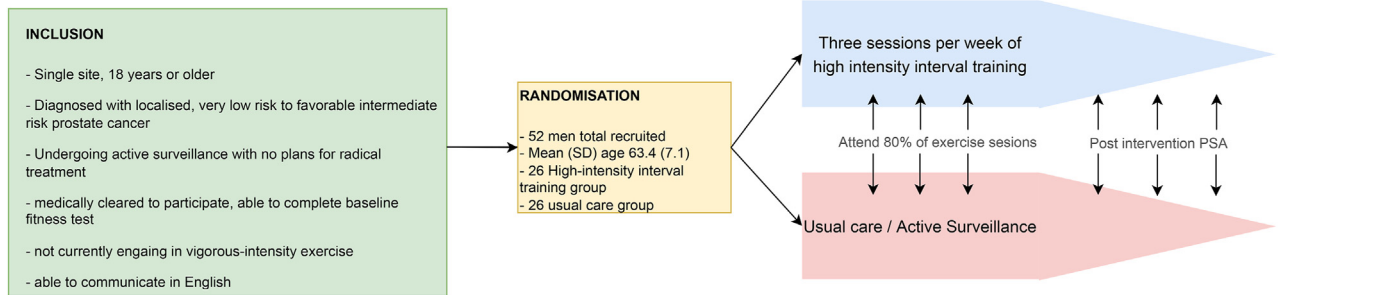 INCLUSION
- Single site, 18 years or older
- Diagnosed with localised, very low risk to favorable intermediate
risk prostate cancer
- Undergoing active surveillance with no plans for radical
treatment
- medically cleared to participate, able to complete baseline
fitness test
- not currently engaing in vigorous-intensity exercise
- able to communicate in English
RANDOMISATION
- 52 men total recruited
- Mean (SD) age 63.4 (7.1)
- 26 High-intensity interval
training group
- 26 usual care group
Three sessions per week of
high intensity interval training
Attend 80% of exercise sesions
Post intervention PSA
Usual care / Active Surveillance